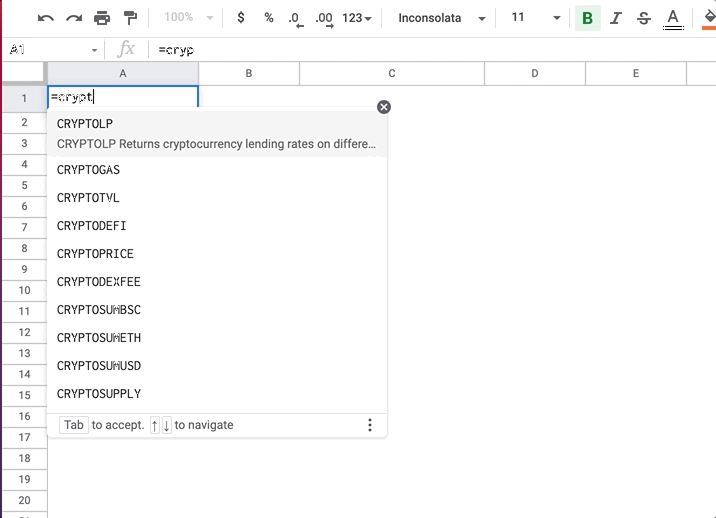 100% $ % .0 .00 123 Inconsolata 11 B I S A
A1 fx =cryp
A B C D E
1 =crypt
2 CRYPTOLP
3 CRYPTOLP Returns cryptocurrency lending rates on differe...
4 CRYPTOGAS
5 CRYPTOTVL
6
7 CRYPTODEFI
8 CRYPTOPRICE
9
10 CRYPTODEXFEE
11 CRYPTOSUMBSC
12 CRYPTOSUMETH
13
14 CRYPTOSUMUSD
15 CRYPTOSUPPLY
16 Tab to accept. ↑ ↓ to navigate
17
18
19
20